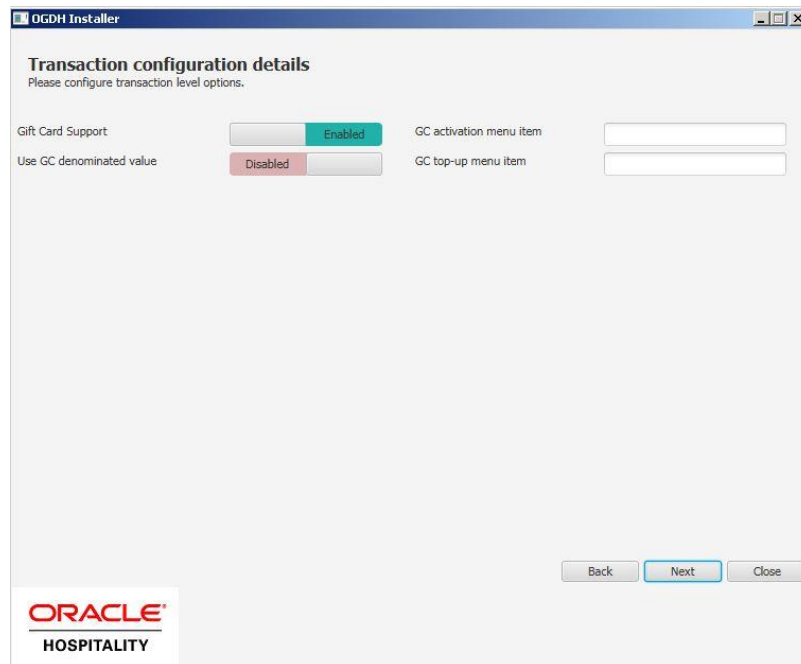 OGDH Installer
Transaction configuration details
Please configure transaction level options.
Gift Card Support Enabled GC activation menu item
Use GC denominated value Disabled GC top-up menu item
Back Next Close
ORACLE®
HOSPITALITY